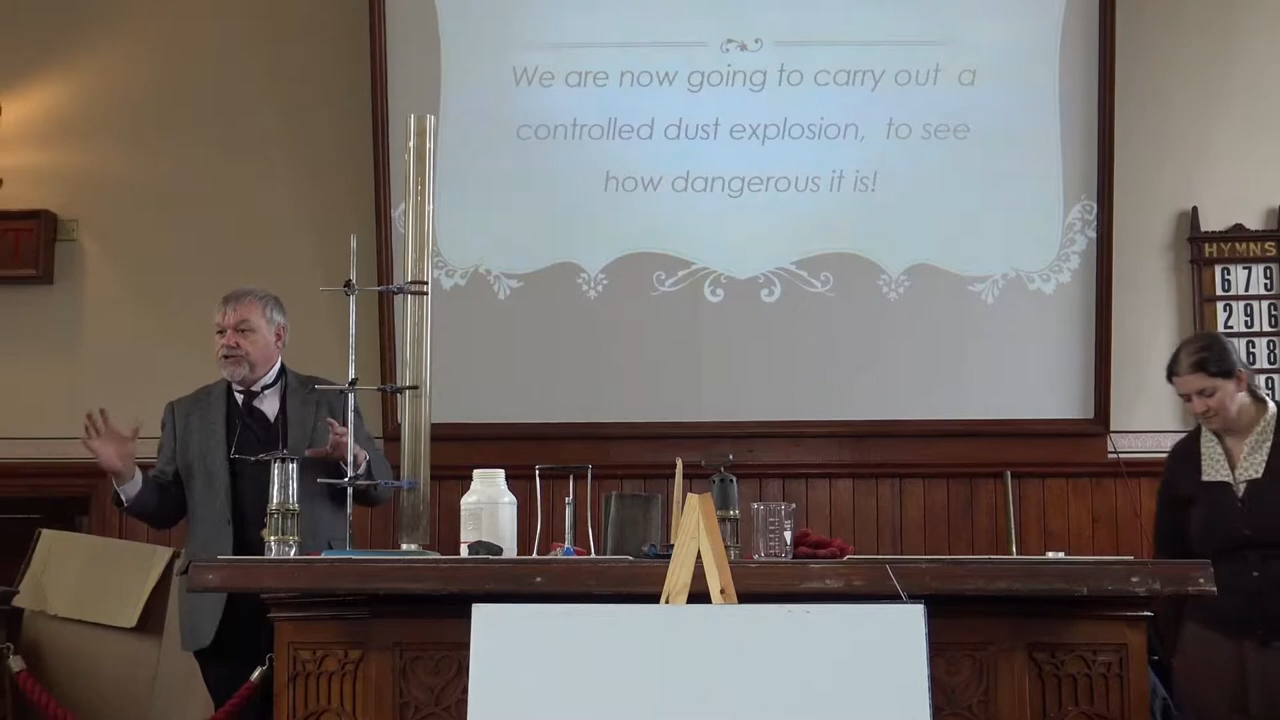 We are now going to carry out a
controlled dust explosion, to see
how dangerous it is!
T
HYMNS
679
296
68
9